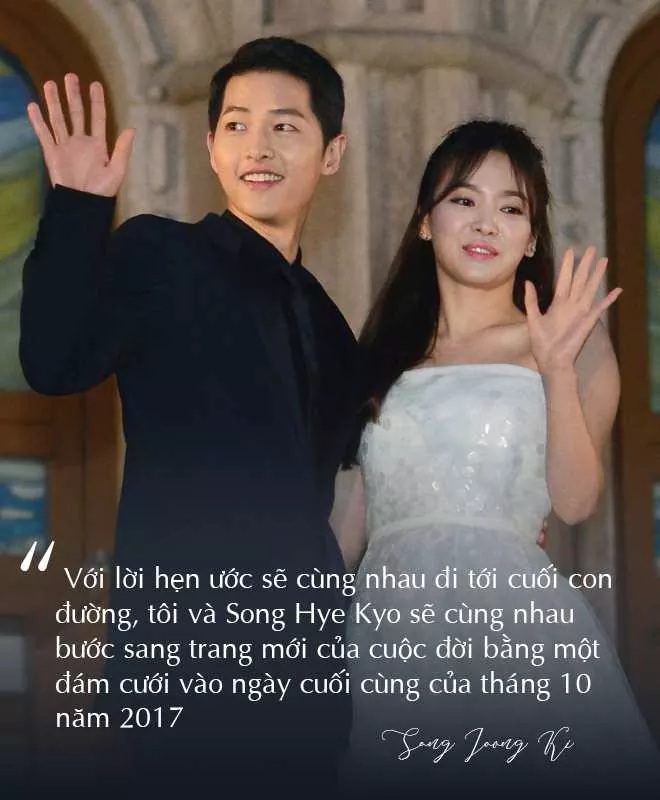 "
Với lời hẹn ước sẽ cùng nhau đi tới cuối con
đường, tôi và Song Hye Kyo sẽ cùng nhau
bước sang trang mới của cuộc đời bằng một
đám cưới vào ngày cuối cùng của tháng 10
năm 2017
Song Joong Ki